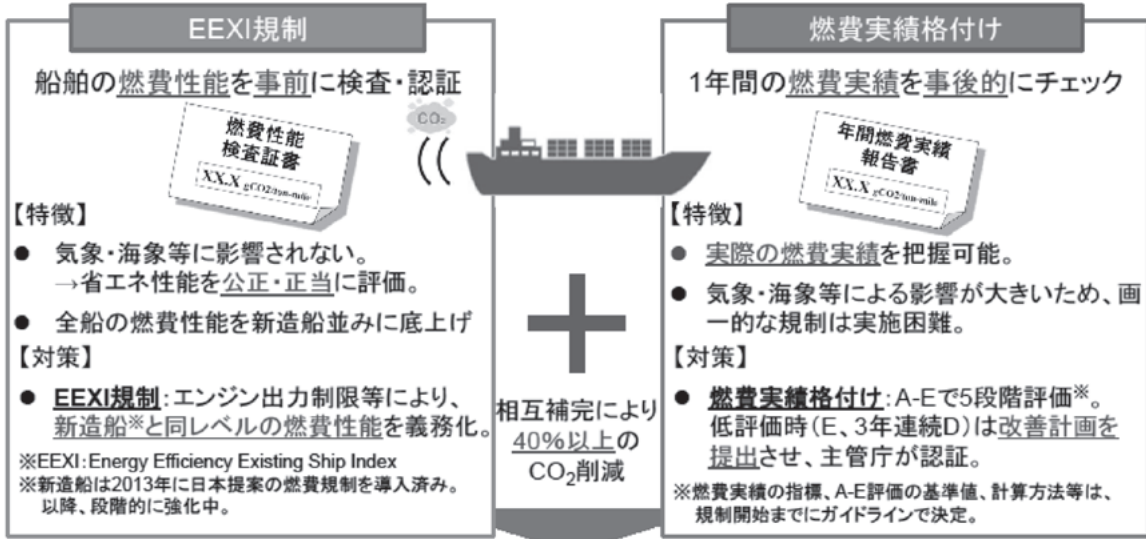 EEXI規制
船舶の燃費性能を事前に検査・認証
燃費性能
検査証書
XX.X gCO2/ton-mile
【特徴】
● 気象・海象等に影響されない。
→省エネ性能を公正・正当に評価。
● 全船の燃費性能を新造船並みに底上げ
【対策】
● EEXI規制:エンジン出力制限等により、
新造船※と同レベルの燃費性能を義務化。
※EEXI:Energy Efficiency Existing Ship Index
※新造船は2013年に日本提案の燃費規制を導入済み。
以降、段階的に強化中。
CO₂
相互補完により
40%以上の
CO₂削減
燃費実績格付け
1年間の燃費実績を事後的にチェック
年間燃費実績
報告書
XX.X gCO2/ton-mile
【特徴】
● 実際の燃費実績を把握可能。
● 気象・海象等による影響が大きいため、画
一的な規制は実施困難。
【対策】
● 燃費実績格付け:A-Eで5段階評価※。
低評価時(E、3年連続D)は改善計画を
提出させ、主管庁が認証。
※燃費実績の指標、A-E評価の基準値、計算方法等は、
規制開始までにガイドラインで決定。